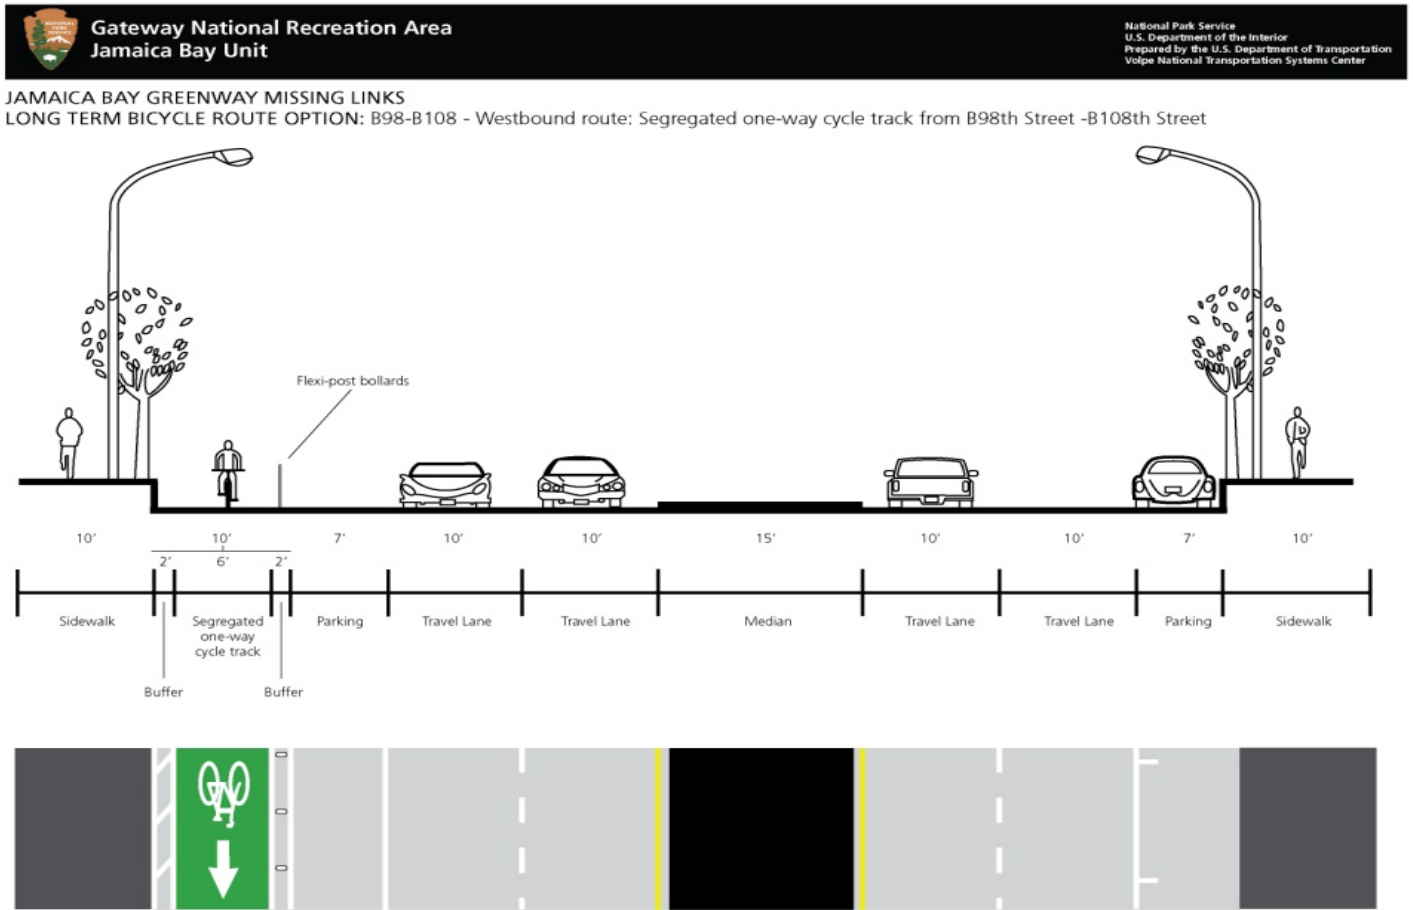 NATIONAL
PARK
SERVICE
Gateway National Recreation Area
Jamaica Bay Unit
National Park Service
U.S. Department of the Interior
Prepared by the U.S. Department of Transportation
Volpe National Transportation Systems Center
JAMAICA BAY GREENWAY MISSING LINKS
LONG TERM BICYCLE ROUTE OPTION: B98-B108 - Westbound route: Segregated one-way cycle track from B98th Street -B108th Street
Flexi-post bollards
10' 10' 7' 10' 10' 15' 10' 10' 7' 10'
2' 6' 2'
Sidewalk Segregated Parking Travel Lane Travel Lane Median Travel Lane Travel Lane Parking Sidewalk
one-way
cycle track
Buffer Buffer